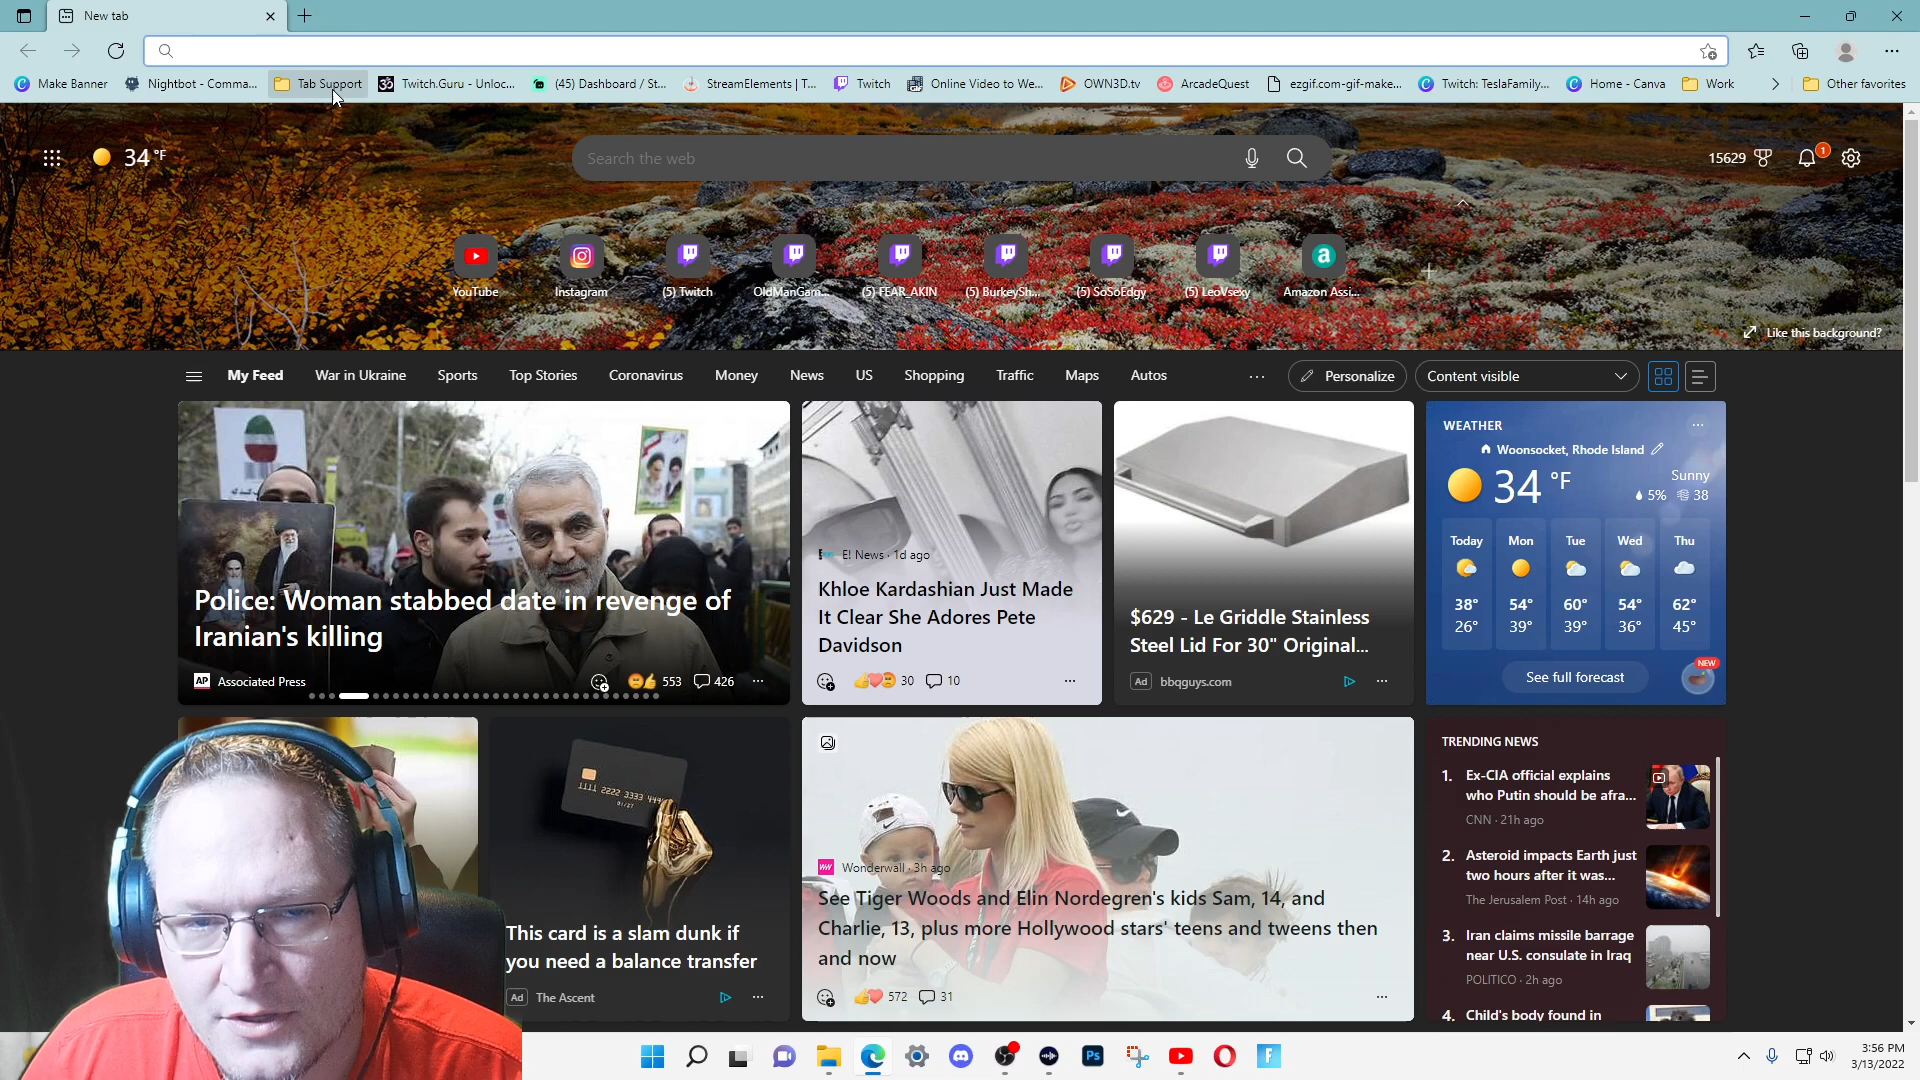 New tab
Make Banner
Nightbot - Comma...
Tab Support
Twitch.Guru - Unloc...
(45) Dashboard / St...
StreamElements | T...
Twitch
Online Video to We...
OWN3D.tv
ArcadeQuest
ezgif.com-gif-make...
Twitch: TeslaFamily...
Home - Canva
Work
Other favorites
34 °F
Search the web
15629
1
YouTube
Instagram
(5) Twitch
OldManGam...
(5) FEAR_AKIN
(5) BurkeySh...
(5) SoSoEdgy
(5) LeoVsexy
Amazon Assi...
Like this background?
My Feed
War in Ukraine
Sports
Top Stories
Coronavirus
Money
News
US
Shopping
Traffic
Maps
Autos
Personalize
Content visible
Police: Woman stabbed date in revenge of
Iranian's killing
AP Associated Press
553
426
E! News · 1d ago
Khloe Kardashian Just Made
It Clear She Adores Pete
Davidson
30
10
$629 - Le Griddle Stainless
Steel Lid For 30" Original...
Ad bbqguys.com
WEATHER
Woonsocket, Rhode Island
34 °F
Sunny
5% 38
Today Mon Tue Wed Thu
38° 54° 60° 54° 62°
26° 39° 39° 36° 45°
See full forecast
NEW
1111 2222 3333 444
01/27
This card is a slam dunk if
you need a balance transfer
Ad The Ascent
Wonderwall · 3h ago
See Tiger Woods and Elin Nordegren's kids Sam, 14, and
Charlie, 13, plus more Hollywood stars' teens and tweens then
and now
572
31
TRENDING NEWS
1. Ex-CIA official explains
who Putin should be afra...
CNN · 21h ago
2. Asteroid impacts Earth just
two hours after it was...
The Jerusalem Post · 14h ago
3. Iran claims missile barrage
near U.S. consulate in Iraq
POLITICO · 2h ago
4. Child's body found in
Ps
F
3:56 PM
3/13/2022